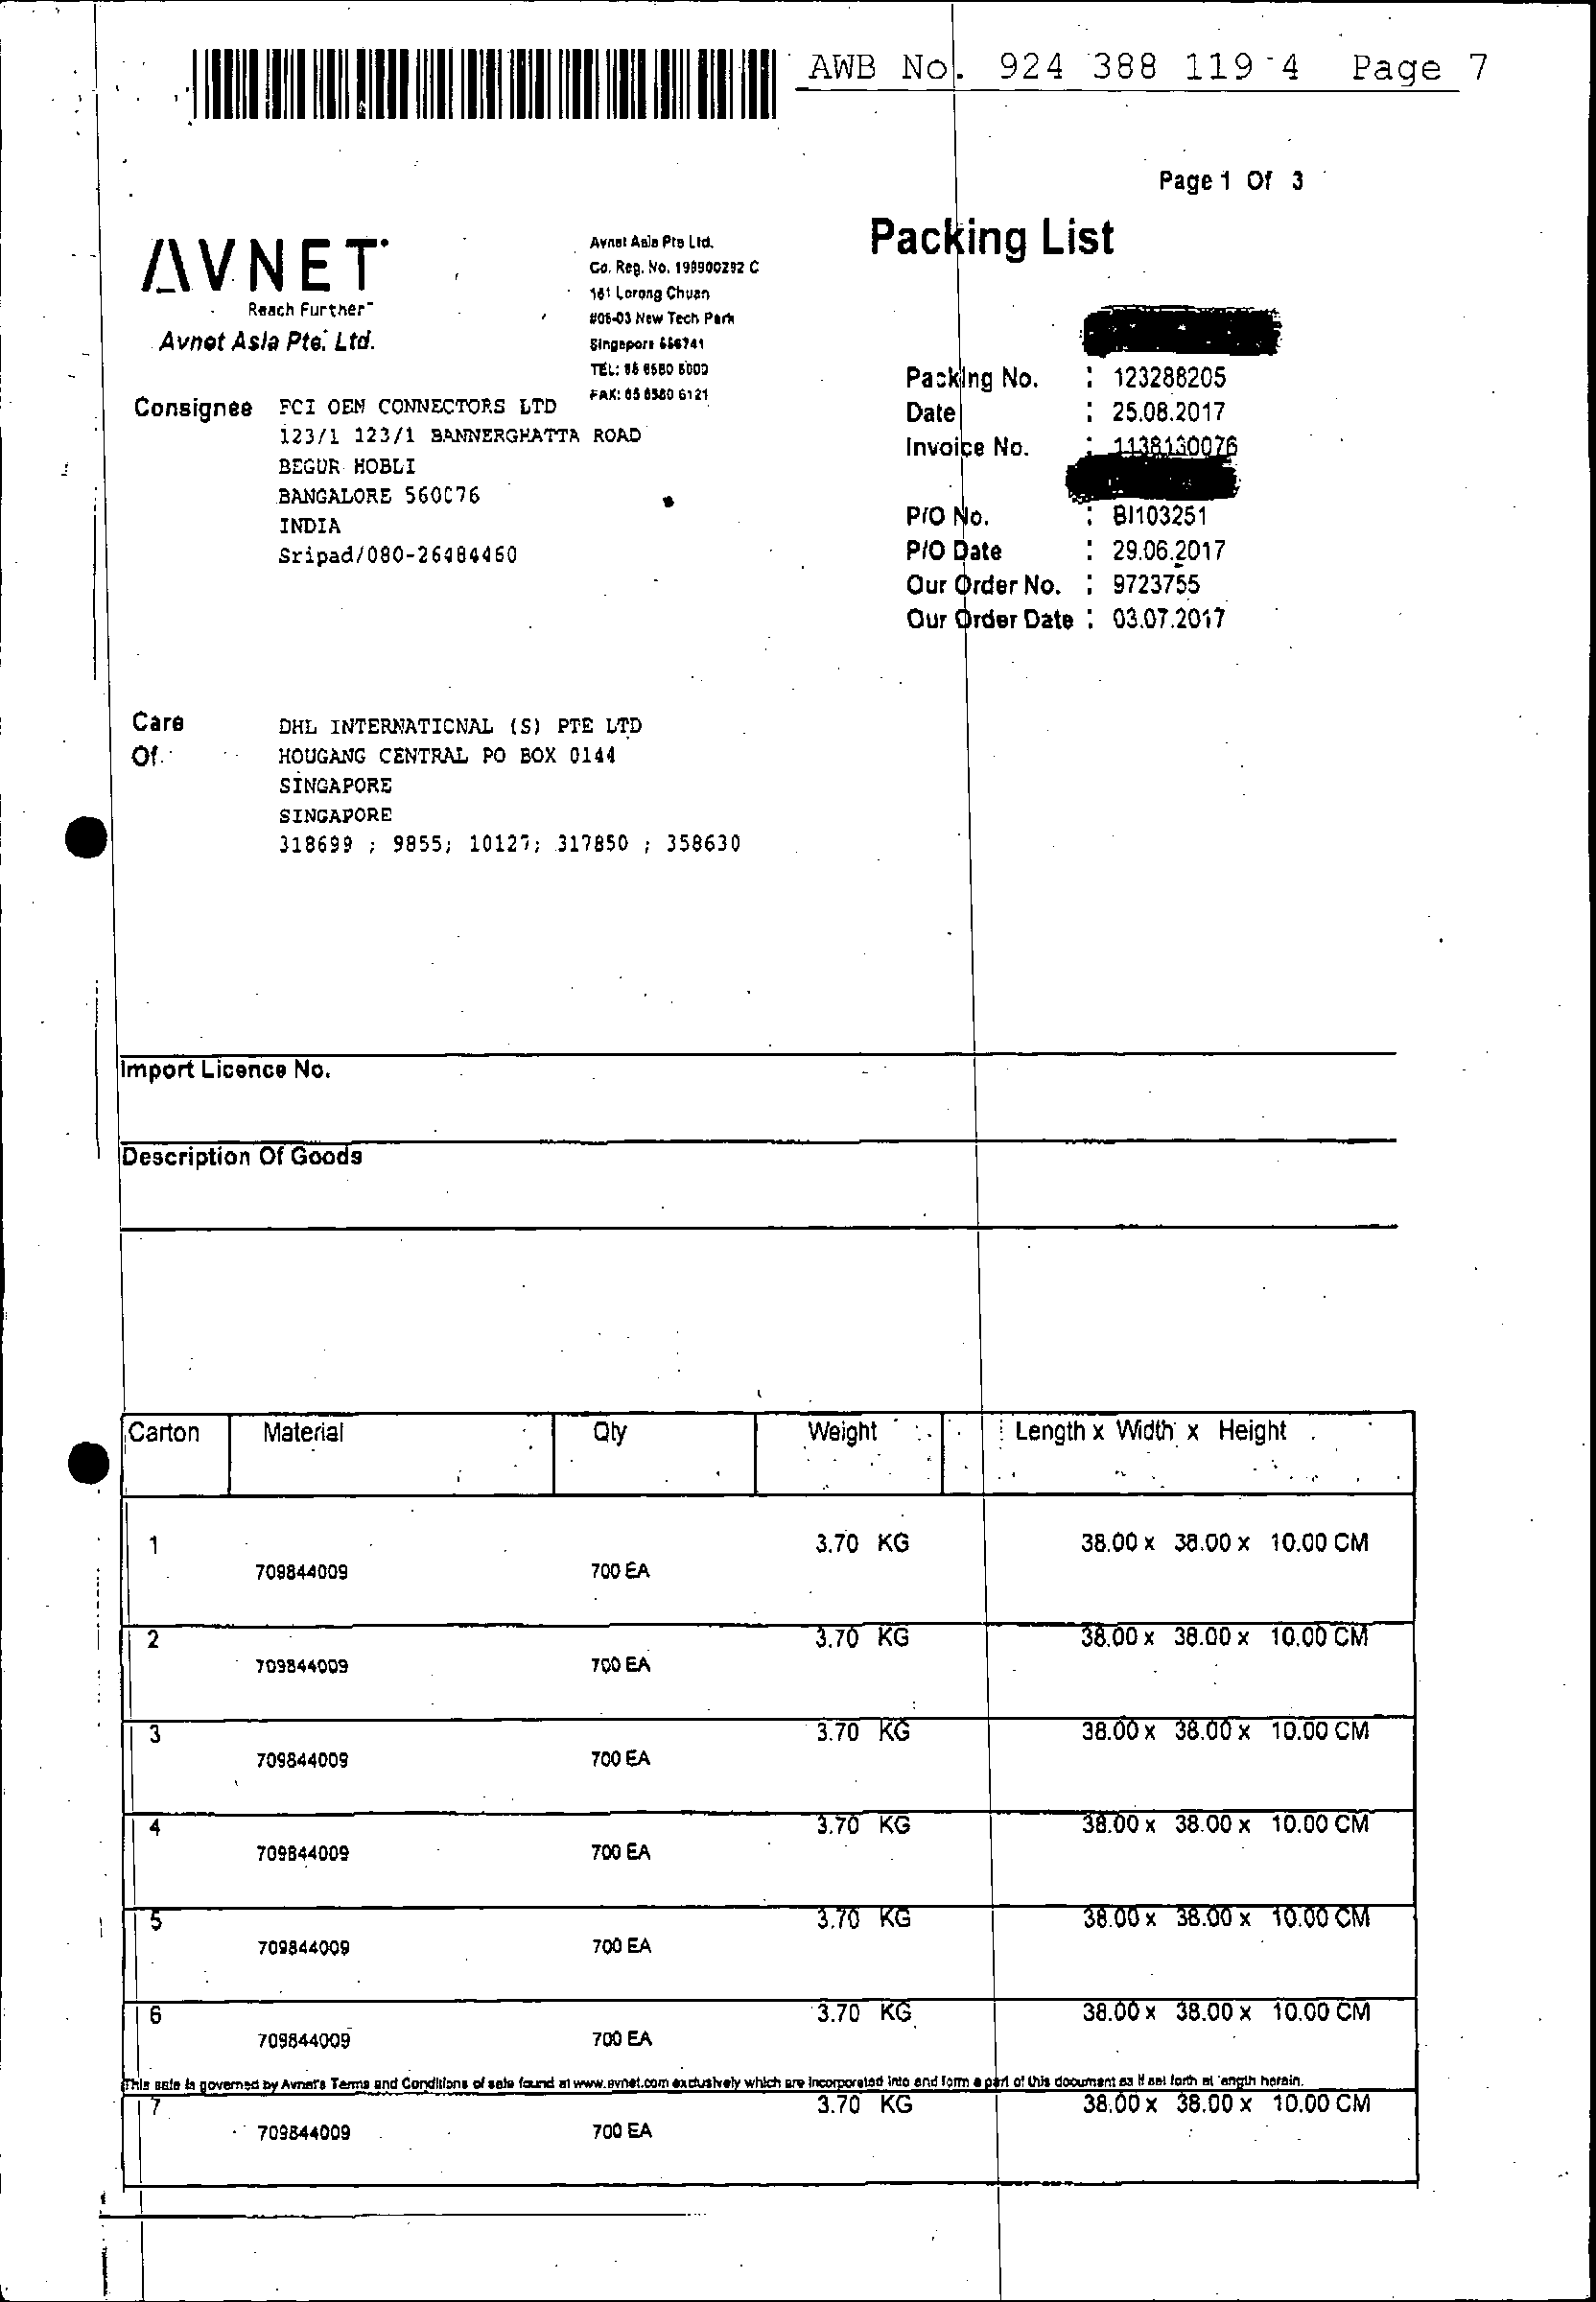 AWB No. 924 388 119 4 Page 7
Page 1 Of 3
AVNET
Reach Further™
Avnet Asia Pte. Ltd.
Avnet Asia Pte Ltd.
Co. Reg. No. 199900292 C
151 Lorong Chuan
#06-03 New Tech Park
Singapore 556741
TEL: 65 6580 6000
FAX: 65 6580 6121
Packing List
Packing No. : 123288205
Date : 25.08.2017
Invoice No. : 1138130076
P/O No. : BI103251
P/O Date : 29.06.2017
Our Order No. : 9723755
Our Order Date : 03.07.2017
Consignee FCI OEN CONNECTORS LTD
123/1 123/1 BANNERGHATTA ROAD
BEGUR HOBLI
BANGALORE 560076
INDIA
Sripad/080-26484460
Care Of. DHL INTERNATIONAL (S) PTE LTD
HOUGANG CENTRAL PO BOX 0144
SINGAPORE
SINGAPORE
318699 ; 9855; 10127; 317850 ; 358630
Import Licence No.
Description Of Goods
Carton Material Qty Weight Length x Width x Height
1 3.70 KG 38.00 x 38.00 x 10.00 CM
709844009 700 EA
2 3.70 KG 38.00 x 38.00 x 10.00 CM
709844009 700 EA
3 3.70 KG 38.00 x 38.00 x 10.00 CM
709844009 700 EA
4 3.70 KG 38.00 x 38.00 x 10.00 CM
709844009 700 EA
5 3.70 KG 38.00 x 38.00 x 10.00 CM
709844009 700 EA
6 3.70 KG 38.00 x 38.00 x 10.00 CM
709844009 700 EA
This sale is governed by Avnet's Terms and Conditions of sale found at www.avnet.com exclusively which are incorporated into and form a part of this document as if set forth at length herein.
7 3.70 KG 38.00 x 38.00 x 10.00 CM
709844009 700 EA